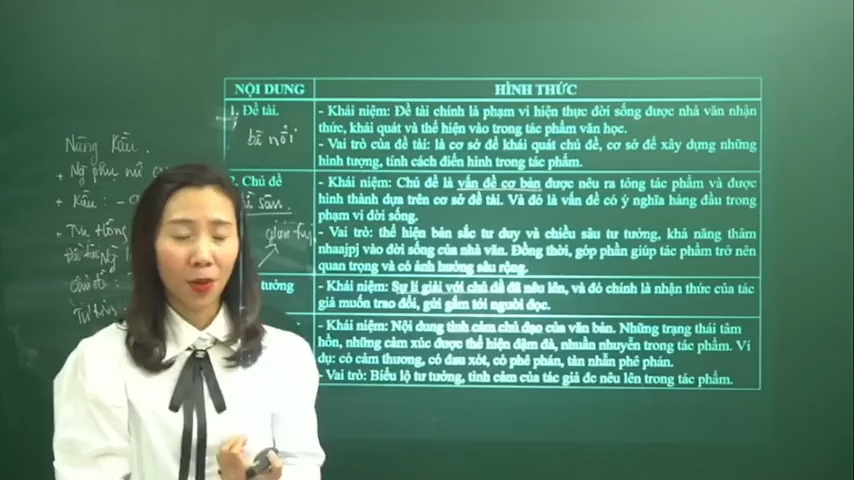 NỘI DUNG
HÌNH THỨC
1. Đề tài.
bề nổi
- Khái niệm: Đề tài chính là phạm vi hiện thực đời sống được nhà văn nhận
thức, khái quát và thể hiện vào trong tác phẩm văn học.
- Vai trò của đề tài: là cơ sở để khái quát chủ đề, cơ sở để xây dựng những
hình tượng, tính cách điển hình trong tác phẩm.
Chủ đề
- Khái niệm: Chủ đề là vấn đề cơ bản được nêu ra tỏng tác phẩm và được
hình thành dựa trên cơ sở đề tài. Và đó là vấn đề có ý nghĩa hàng đầu trong
phạm vi đời sống.
- Vai trò: thể hiện bản sắc tư duy và chiều sâu tư tưởng, khả năng thâm
nhaajpj vào đời sống của nhà văn. Đồng thời, góp phần giúp tác phẩm trở nên
quan trọng và có ảnh hưởng sâu rộng.
tưởng
- Khái niệm: Sự lí giải với chủ đề đã nêu lên, và đó chính là nhận thức của tác
giả muốn trao đổi, gửi gắm tới người đọc.
- Khái niệm: Nội dung tình cảm chủ đạo của văn bản. Những trạng thái tâm
hồn, những cảm xúc được thể hiện đậm đà, nhuần nhuyễn trong tác phẩm. Ví
dụ: có cảm thương, có đau xót, có phê phán, tàn nhẫn phê phán.
- Vai trò: Biểu lộ tư tưởng, tình cảm của tác giả đc nêu lên trong tác phẩm.
Nàng Kiều.
+ Ng phụ nữ
+ Kiều: